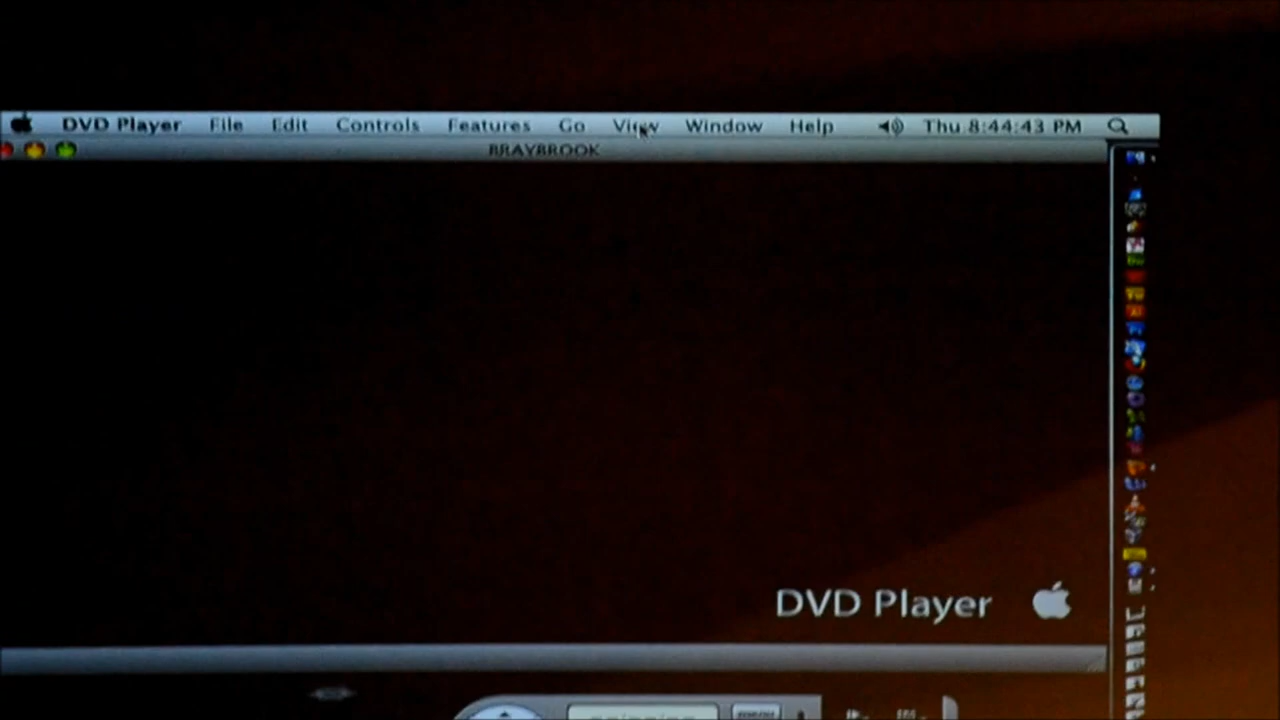 DVD Player File Edit Controls Features Go View Window Help Thu 8:44:43 PM
BRAYBROOK
DVD Player